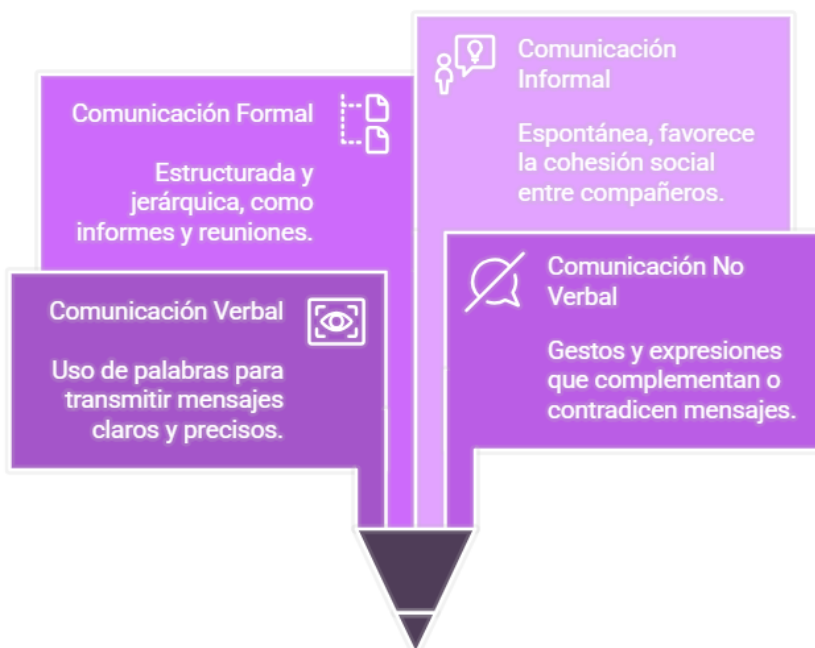 Comunicación Formal
Estructurada y
jerárquica, como
informes y reuniones.
Comunicación
Informal
Espontánea, favorece
la cohesión social
entre compañeros.
Comunicación Verbal
Uso de palabras para
transmitir mensajes
claros y precisos.
Comunicación No
Verbal
Gestos y expresiones
que complementan o
contradicen mensajes.